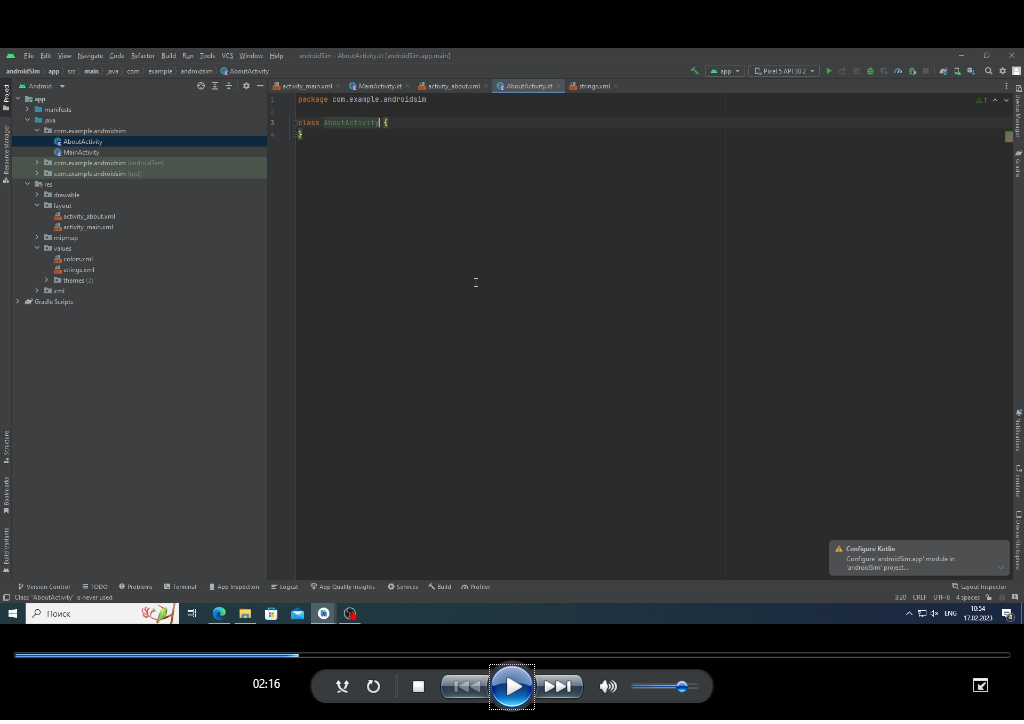 File Edit View Navigate Code Refactor Build Run Tools VCS Window Help androidSim - AboutActivity.kt [androidSim.app.main]
androidSim app src main java com example androidsim AboutActivity app Pixel 5 API 30 2
Android activity_main.xml MainActivity.kt activity_about.xml AboutActivity.kt strings.xml
Project
Resource Manager
Structure
Bookmarks
Build Variants
app
manifests
java
com.example.androidsim
AboutActivity
MainActivity
com.example.androidsim (androidTest)
com.example.androidsim (test)
res
drawable
layout
activity_about.xml
activity_main.xml
mipmap
values
colors.xml
strings.xml
themes (2)
xml
Gradle Scripts
1 package com.example.androidsim
2
3 class AboutActivity {
4 }
1
Device Manager
Gradle
Notifications
Emulator
Device File Explorer
Configure Kotlin
Configure 'androidSim.app' module in
'androidSim' project...
Version Control TODO Problems Terminal App Inspection Logcat App Quality Insights Services Build Profiler Layout Inspector
Class "AboutActivity" is never used 3:20 CRLF UTF-8 4 spaces
Поиск ENG 10:54
17.02.2023
4
02:16